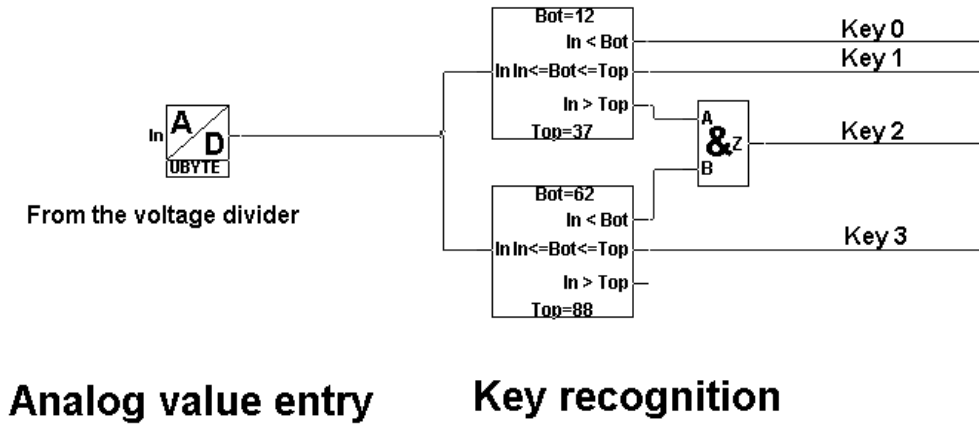 Bot=12
In < Bot
Key 0
In In<=Bot<=Top
Key 1
In > Top
Top=37
In A D
UBYTE
A
& Z
B
Key 2
From the voltage divider
Bot=62
In < Bot
In In<=Bot<=Top
Key 3
In > Top
Top=88
Analog value entry
Key recognition